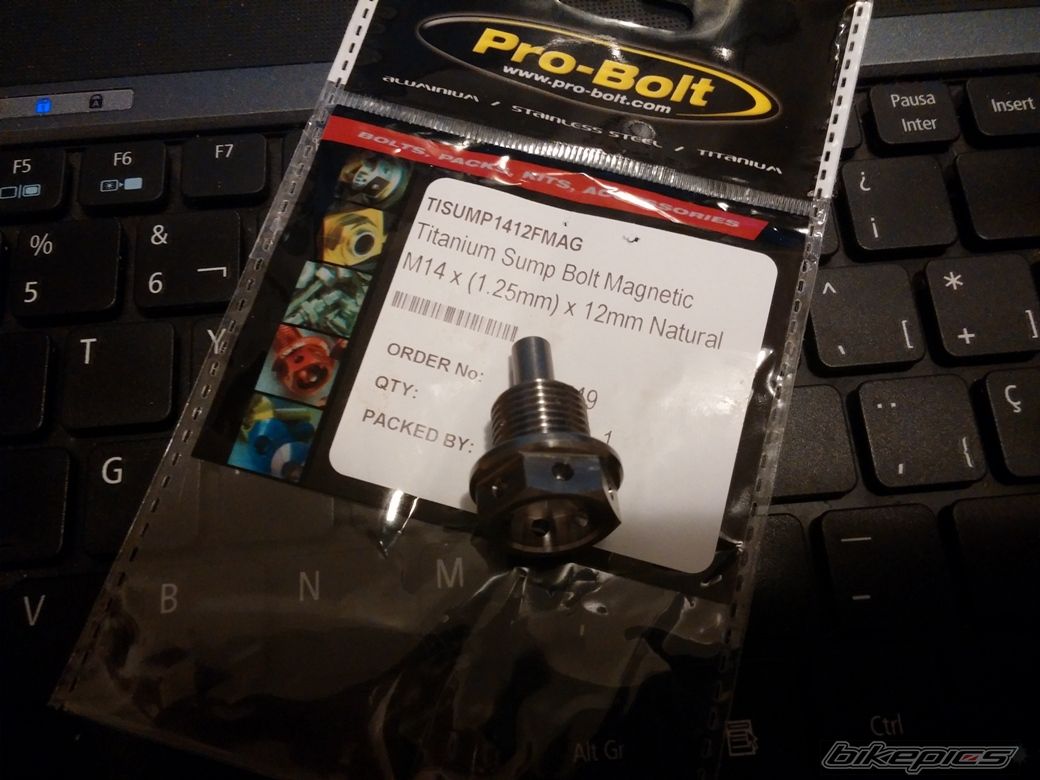 Pro-Bolt
www.pro-bolt.com
ALUMINIUM / STAINLESS STEEL / TITANIUM
BOLTS, PACKS, KITS, ACCESSORIES
TISUMP1412FMAG
Titanium Sump Bolt Magnetic
M14 x (1.25mm) x 12mm Natural
ORDER No:
QTY: 1
PACKED BY:
F5
F6
F7
Pausa
Inter
Insert
%
5
&
6 ¬
T
Y
G
V
B
N
M
¿
¡
^
` [
*
+ ]
¨
´ {
Ç
_
-
Alt Gr
Ctrl
bikepics